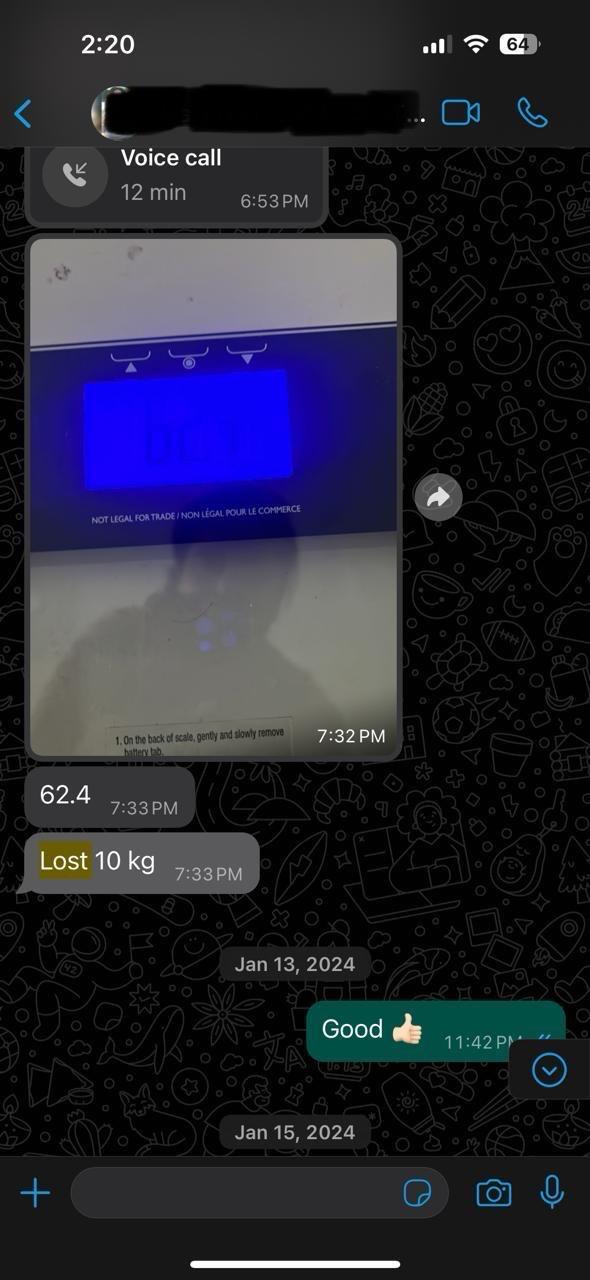 2:20
64
...
Voice call
12 min
6:53 PM
NOT LEGAL FOR TRADE / NON LÉGAL POUR LE COMMERCE
1. On the back of scale, gently and slowly remove
battery tab.
7:32 PM
62.4
7:33 PM
Lost 10 kg
7:33 PM
Jan 13, 2024
Good 👍🏻
11:42 PM
Jan 15, 2024